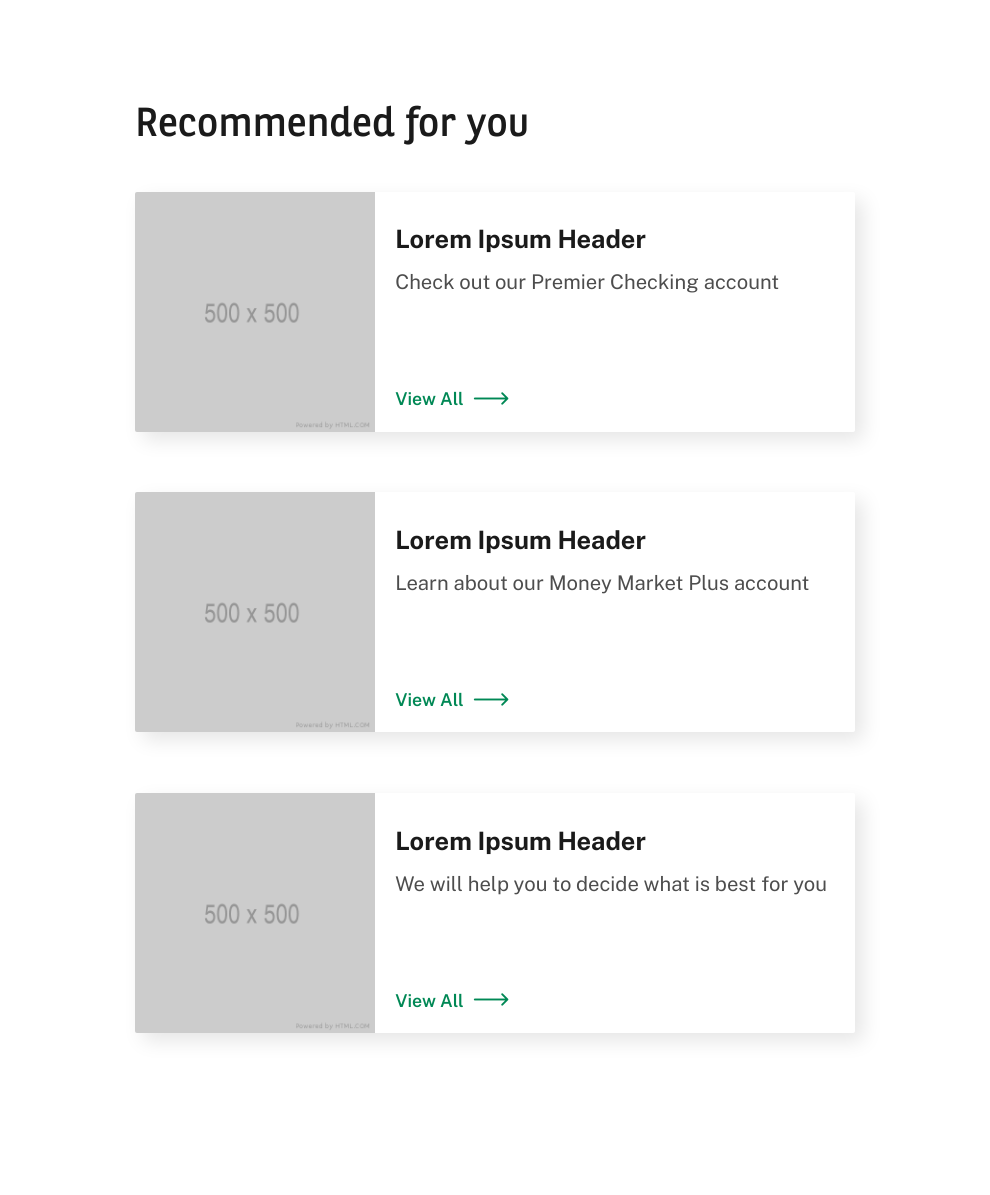 Recommended for you
500 x 500
Powered by HTML.COM
Lorem Ipsum Header
Check out our Premier Checking account
View All
500 x 500
Powered by HTML.COM
Lorem Ipsum Header
Learn about our Money Market Plus account
View All
500 x 500
Powered by HTML.COM
Lorem Ipsum Header
We will help you to decide what is best for you
View All